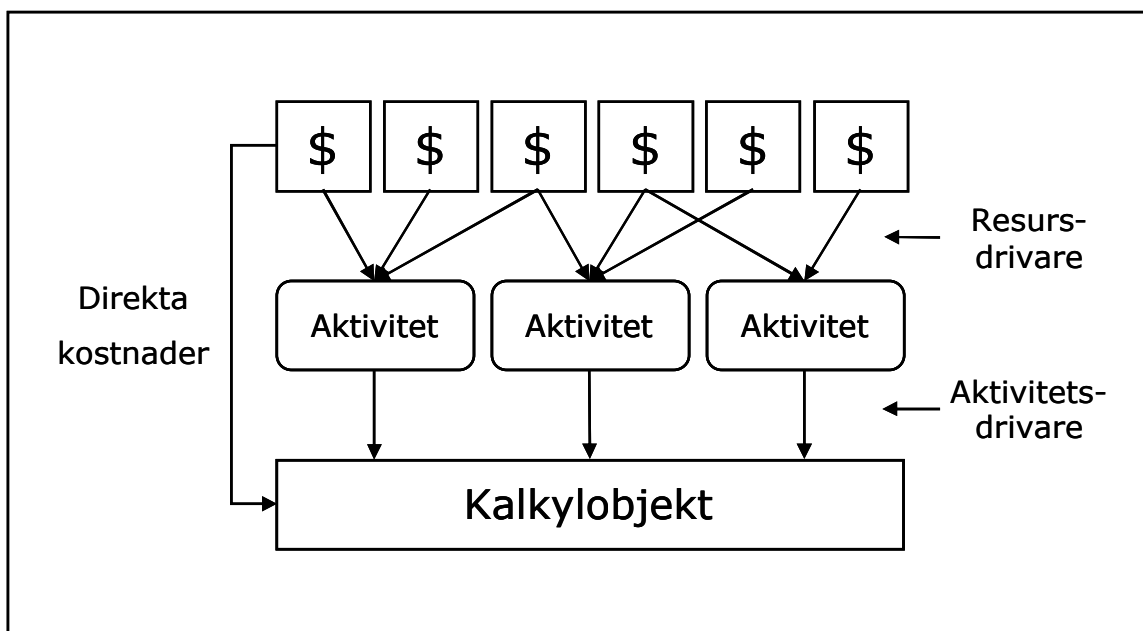 $ $ $ $ $ $
Resurs-
drivare
Direkta
kostnader
Aktivitet Aktivitet Aktivitet
Aktivitets-
drivare
Kalkylobjekt